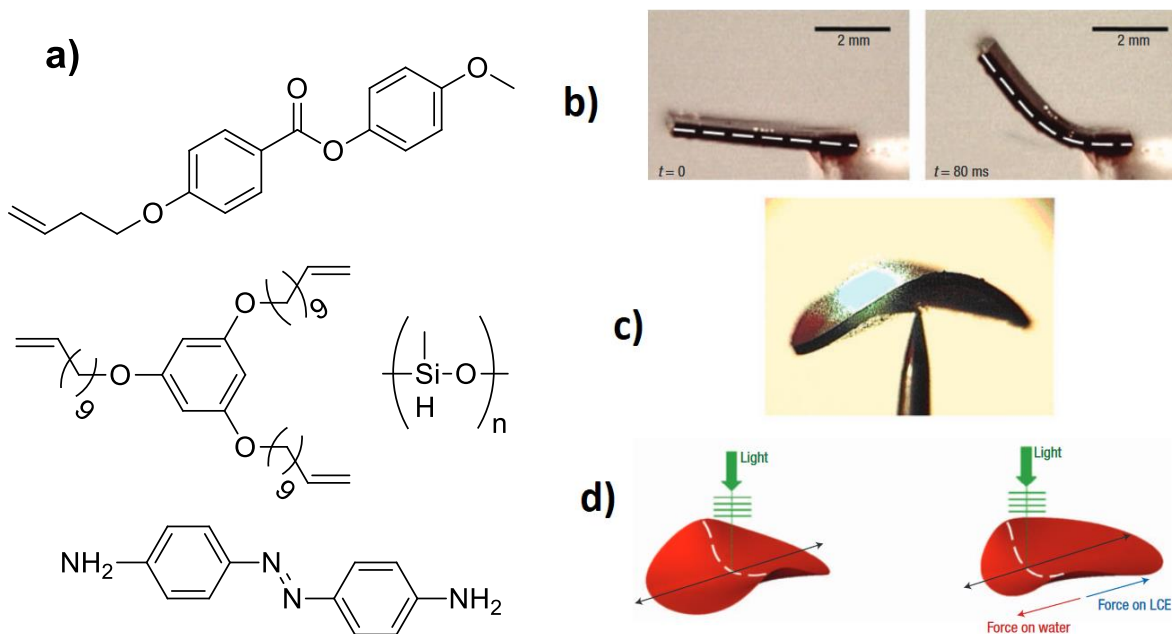 a)
O
O
O
O
NH2
N
N
NH2
O
O
O
9
9
9
Si
O
H
n
b)
2 mm
2 mm
t = 0
t = 80 ms
c)
d)
Light
Light
Force on water
Force on LCE